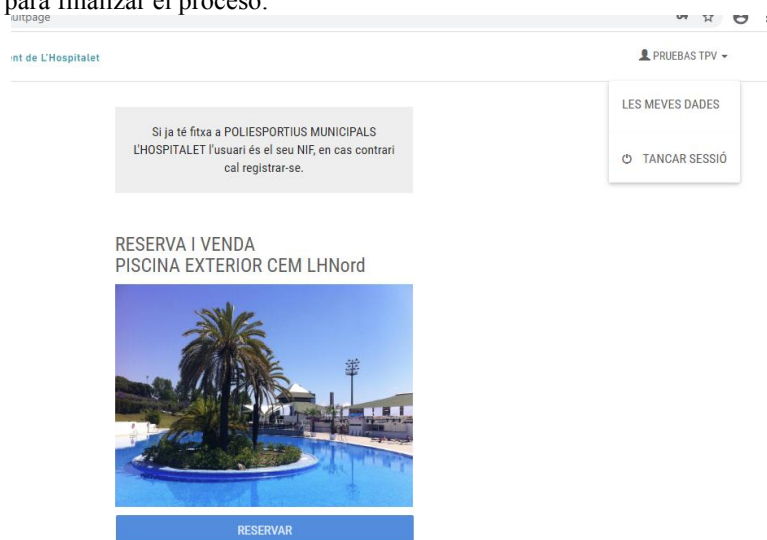 para finalizar el proceso.
ultpage
nt de L'Hospitalet
PRUEBAS TPV
LES MEVES DADES
TANCAR SESSIÓ
Si ja té fitxa a POLIESPORTIUS MUNICIPALS
L'HOSPITALET l'usuari és el seu NIF, en cas contrari
cal registrar-se.
RESERVA I VENDA
PISCINA EXTERIOR CEM LHNord
RESERVAR